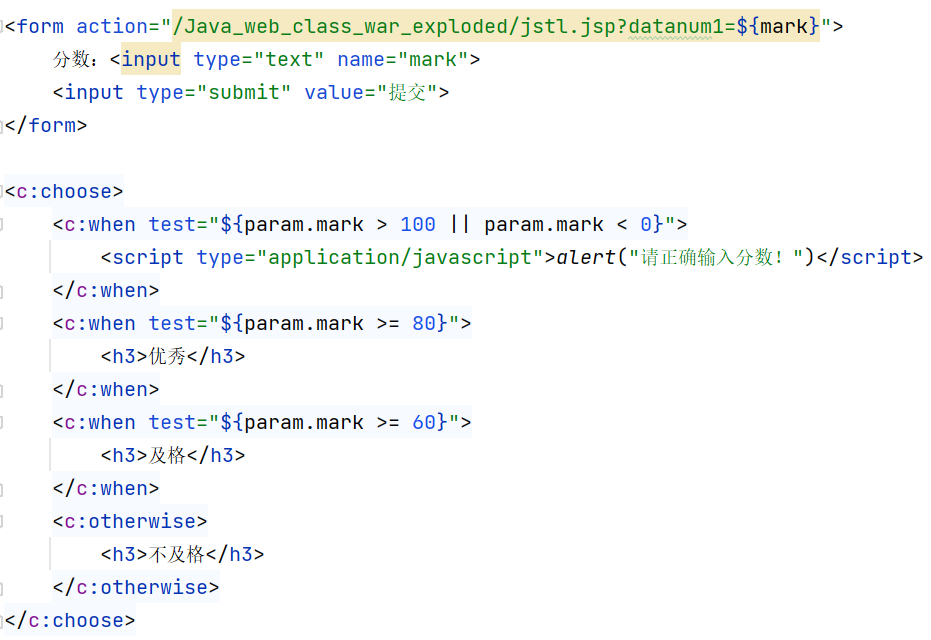 <form action="/Java_web_class_war_exploded/jstl.jsp?datanum1=${mark}">
    分数：<input type="text" name="mark">
    <input type="submit" value="提交">
</form>

<c:choose>
    <c:when test="${param.mark > 100 || param.mark < 0}">
        <script type="application/javascript">alert("请正确输入分数！")</script>
    </c:when>
    <c:when test="${param.mark >= 80}">
        <h3>优秀</h3>
    </c:when>
    <c:when test="${param.mark >= 60}">
        <h3>及格</h3>
    </c:when>
    <c:otherwise>
        <h3>不及格</h3>
    </c:otherwise>
</c:choose>